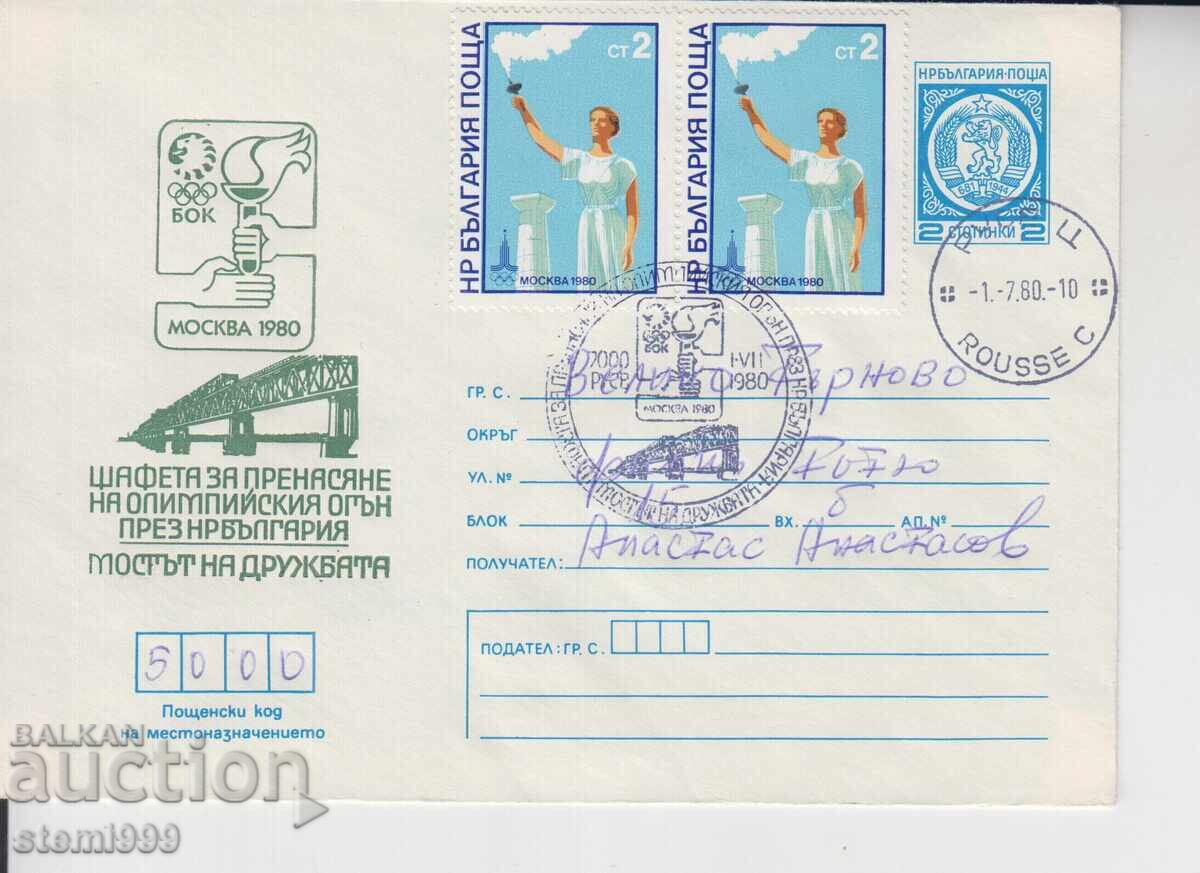 НР БЪЛГАРИЯ ПОЩА
СТ 2
МОСКВА 1980
НР БЪЛГАРИЯ ПОЩА
СТ 2
МОСКВА 1980
НРБЪЛГАРИЯ·ПОЩА
681 1944
2 СТОТИНКИ 2
-1.-7.80.-10
ROUSSE C
БОК
МОСКВА 1980
ЩАФЕТА ЗА ПРЕНАСЯНЕ
НА ОЛИМПИЙСКИЯ ОГЪН
ПРЕЗ НРБЪЛГАРИЯ
МОСТЪТ НА ДРУЖБАТА
БОК
7000 I·VII
РУСЕ 1980
МОСКВА 1980
ГР. С. Велико Търново
ОКРЪГ
УЛ. №
БЛОК 15 ВХ. б АП. №
ПОЛУЧАТЕЛ: Анастас Анастасов
ПОДАТЕЛ: ГР. С.
5000
Пощенски код
на местоназначението
BALKAN
auction
stemi999